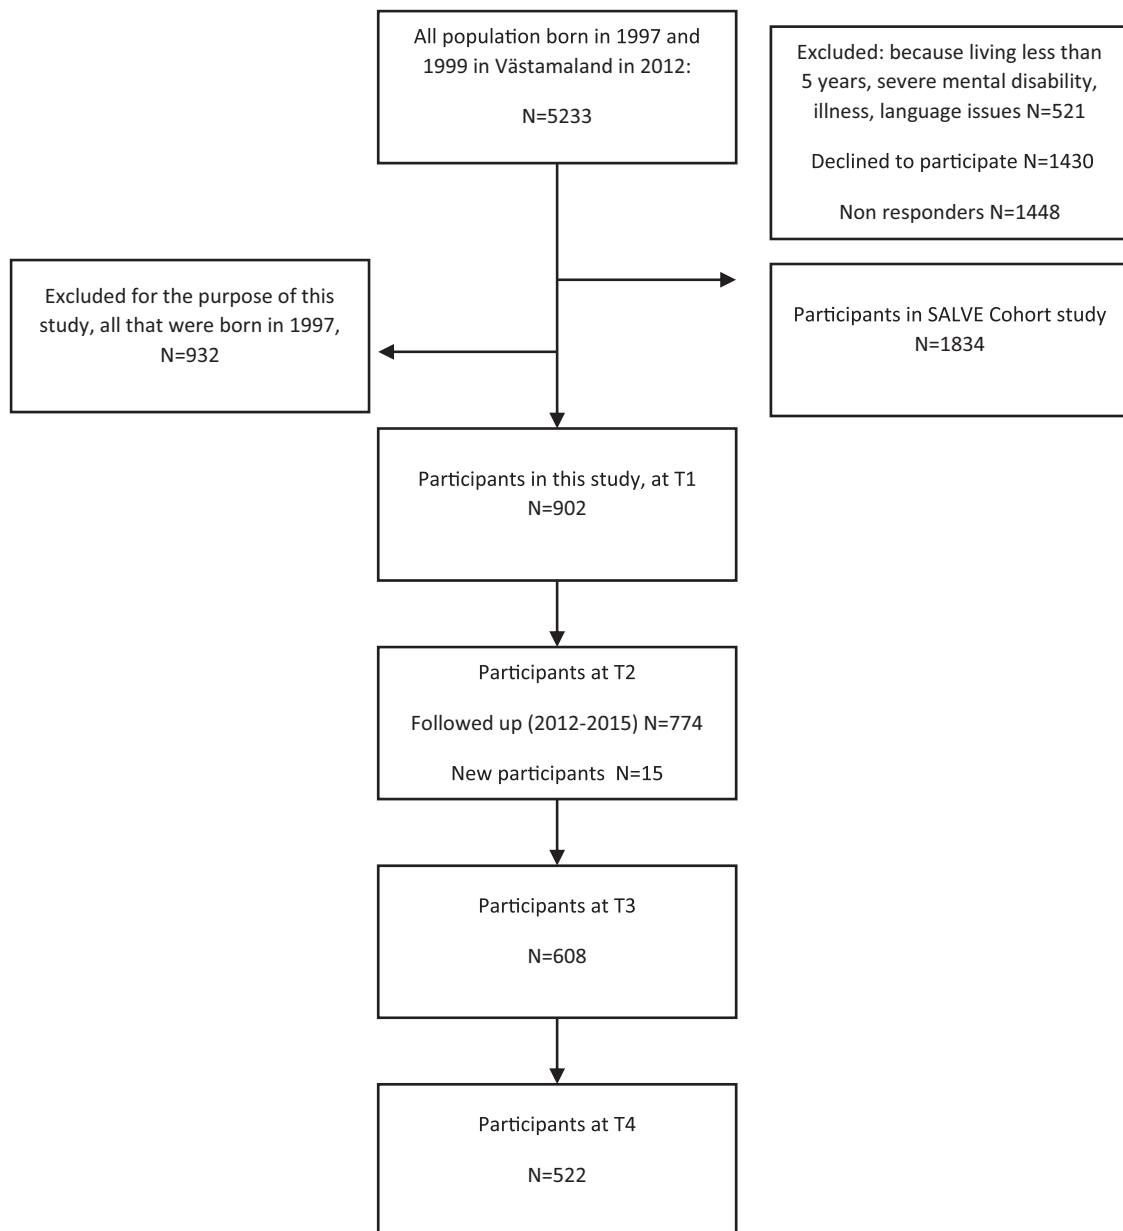 All population born in 1997 and
1999 in Västamaland in 2012:
N=5233
Excluded: because living less than
5 years, severe mental disability,
illness, language issues N=521
Declined to participate N=1430
Non responders N=1448
Excluded for the purpose of this
study, all that were born in 1997,
N=932
Participants in SALVE Cohort study
N=1834
Participants in this study, at T1
N=902
Participants at T2
Followed up (2012-2015) N=774
New participants  N=15
Participants at T3
N=608
Participants at T4
N=522